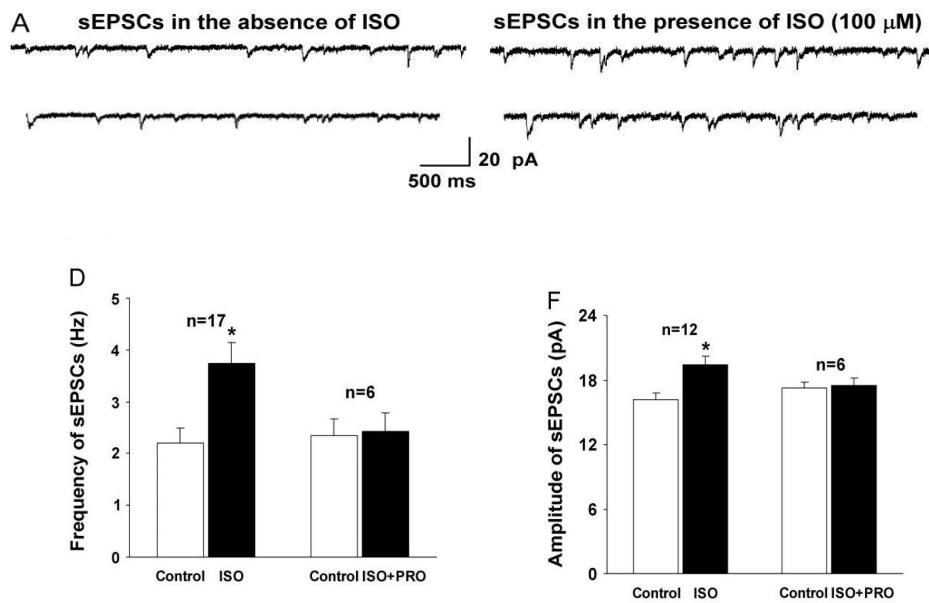 A
sEPSCs in the absence of ISO
sEPSCs in the presence of ISO (100 μM)
20 pA
500 ms
D
Frequency of sEPSCs (Hz)
5
4
3
2
1
0
n=17
*
n=6
Control ISO
Control ISO+PRO
F
Amplitude of sEPSCs (pA)
24
18
12
6
0
n=12
*
n=6
Control ISO
Control ISO+PRO